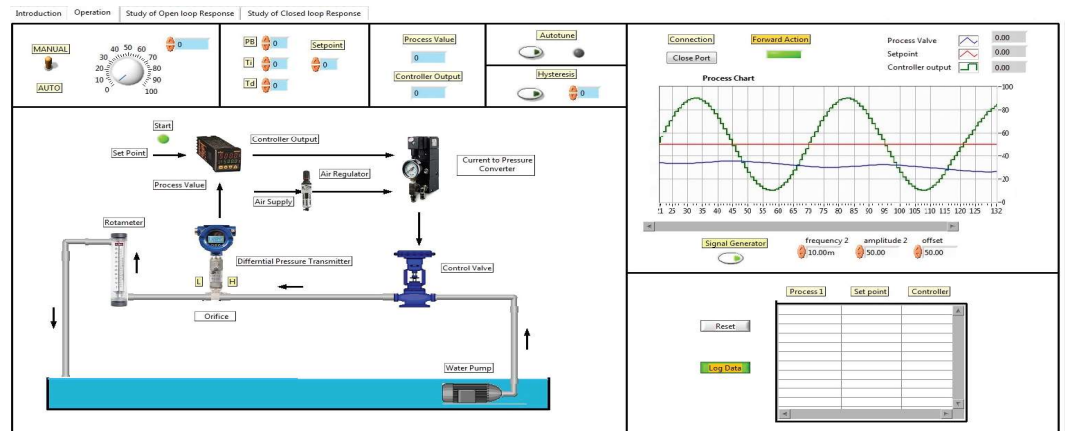 Introduction Operation Study of Open loop Response Study of Closed loop Response
MANUAL
AUTO
0 10 20 30 40 50 60 70 80 90 100
0
PB 0
Ti 0
Td 0
Setpoint
0
Process Value
0
Controller Output
0
Autotune
Hysteresis
0
Start
Set Point
Controller Output
Process Value
Air Regulator
Air Supply
Current to Pressure
Converter
Rotameter
Differntial Pressure Transmitter
L H
Orifice
Control Valve
Water Pump
Connection
Close Port
Forward Action
Process Valve 0.00
Setpoint 0.00
Controller output 0.00
Process Chart
100
80
60
40
20
0
21 25 30 35 40 45 50 55 60 65 70 75 80 85 90 95 100 105 110 115 120 125 132
Signal Generator
frequency 2 amplitude 2 offset
10.00m 50.00 50.00
Process 1 Set point Controller
Reset
Log Data